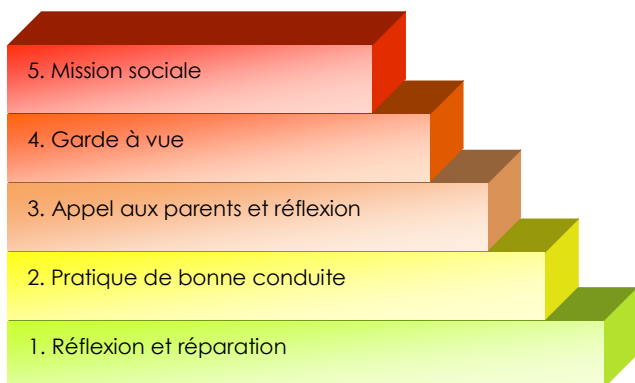 5. Mission sociale
4. Garde à vue
3. Appel aux parents et réflexion
2. Pratique de bonne conduite
1. Réflexion et réparation